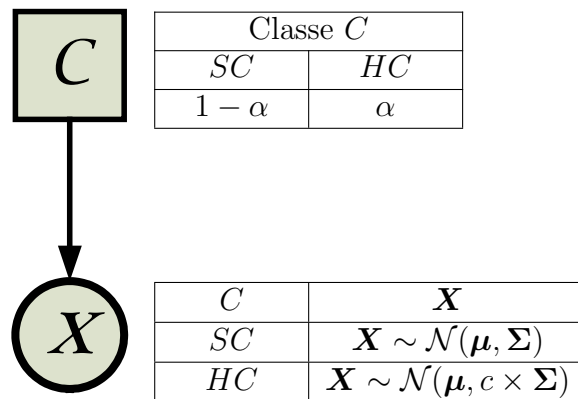 C
Classe C
SC HC
1 − α α
X
C X
SC X ∼ 𝒩(μ, Σ)
HC X ∼ 𝒩(μ, c × Σ)